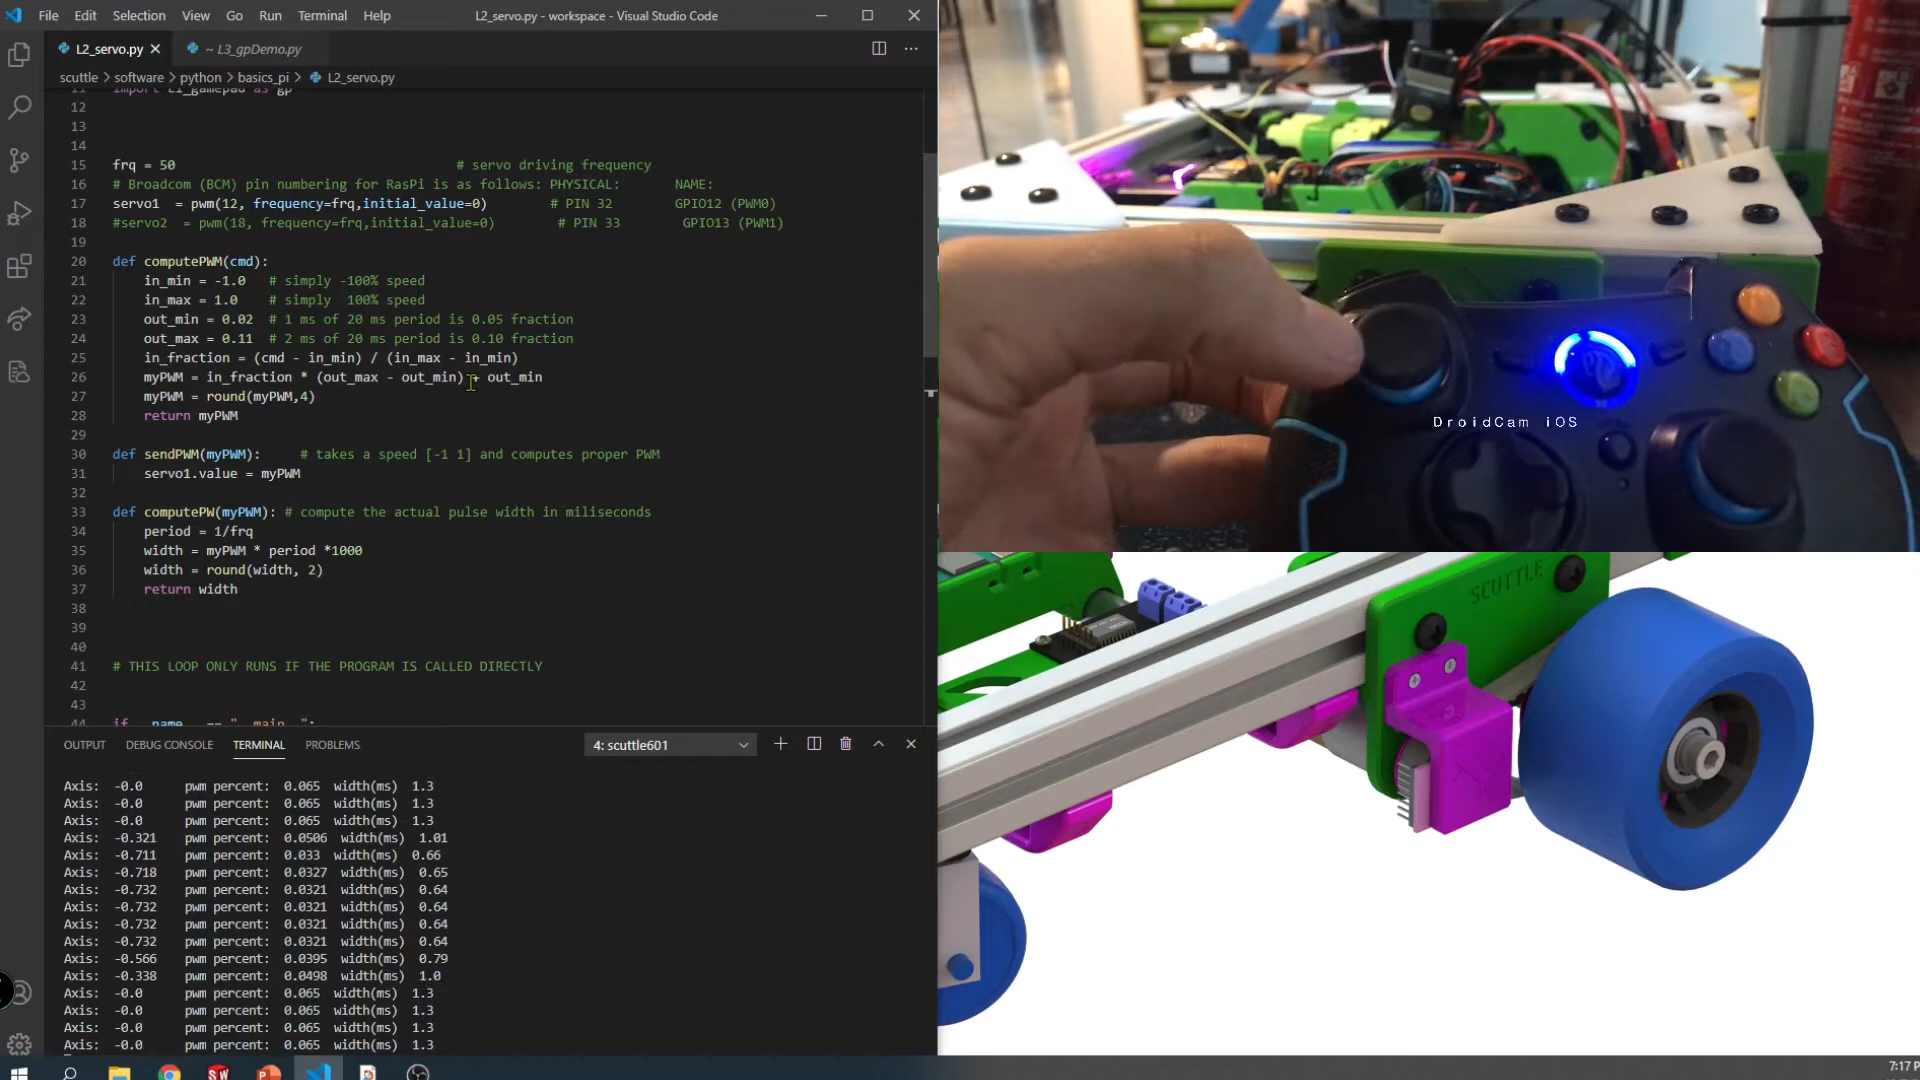 File Edit Selection View Go Run Terminal Help L2_servo.py - workspace - Visual Studio Code
L2_servo.py ~ L3_gpDemo.py
scuttle > software > python > basics_pi > L2_servo.py
11 import L1_gamepad as gp
12
13
14
15 frq = 50 # servo driving frequency
16 # Broadcom (BCM) pin numbering for RasPi is as follows: PHYSICAL: NAME:
17 servo1 = pwm(12, frequency=frq,initial_value=0) # PIN 32 GPIO12 (PWM0)
18 #servo2 = pwm(18, frequency=frq,initial_value=0) # PIN 33 GPIO13 (PWM1)
19
20 def computePWM(cmd):
21 in_min = -1.0 # simply -100% speed
22 in_max = 1.0 # simply 100% speed
23 out_min = 0.02 # 1 ms of 20 ms period is 0.05 fraction
24 out_max = 0.11 # 2 ms of 20 ms period is 0.10 fraction
25 in_fraction = (cmd - in_min) / (in_max - in_min)
26 myPWM = in_fraction * (out_max - out_min) + out_min
27 myPWM = round(myPWM,4)
28 return myPWM
29
30 def sendPWM(myPWM): # takes a speed [-1 1] and computes proper PWM
31 servo1.value = myPWM
32
33 def computePW(myPWM): # compute the actual pulse width in miliseconds
34 period = 1/frq
35 width = myPWM * period *1000
36 width = round(width, 2)
37 return width
38
39
40
41 # THIS LOOP ONLY RUNS IF THE PROGRAM IS CALLED DIRECTLY
42
43
44 if __name__ == "__main__":
OUTPUT DEBUG CONSOLE TERMINAL PROBLEMS 4: scuttle601
Axis: -0.0 pwm percent: 0.065 width(ms) 1.3
Axis: -0.0 pwm percent: 0.065 width(ms) 1.3
Axis: -0.0 pwm percent: 0.065 width(ms) 1.3
Axis: -0.321 pwm percent: 0.0506 width(ms) 1.01
Axis: -0.711 pwm percent: 0.033 width(ms) 0.66
Axis: -0.718 pwm percent: 0.0327 width(ms) 0.65
Axis: -0.732 pwm percent: 0.0321 width(ms) 0.64
Axis: -0.732 pwm percent: 0.0321 width(ms) 0.64
Axis: -0.732 pwm percent: 0.0321 width(ms) 0.64
Axis: -0.732 pwm percent: 0.0321 width(ms) 0.64
Axis: -0.566 pwm percent: 0.0395 width(ms) 0.79
Axis: -0.338 pwm percent: 0.0498 width(ms) 1.0
Axis: -0.0 pwm percent: 0.065 width(ms) 1.3
Axis: -0.0 pwm percent: 0.065 width(ms) 1.3
Axis: -0.0 pwm percent: 0.065 width(ms) 1.3
Axis: -0.0 pwm percent: 0.065 width(ms) 1.3
DroidCam iOS
SCUTTLE
7:17 P